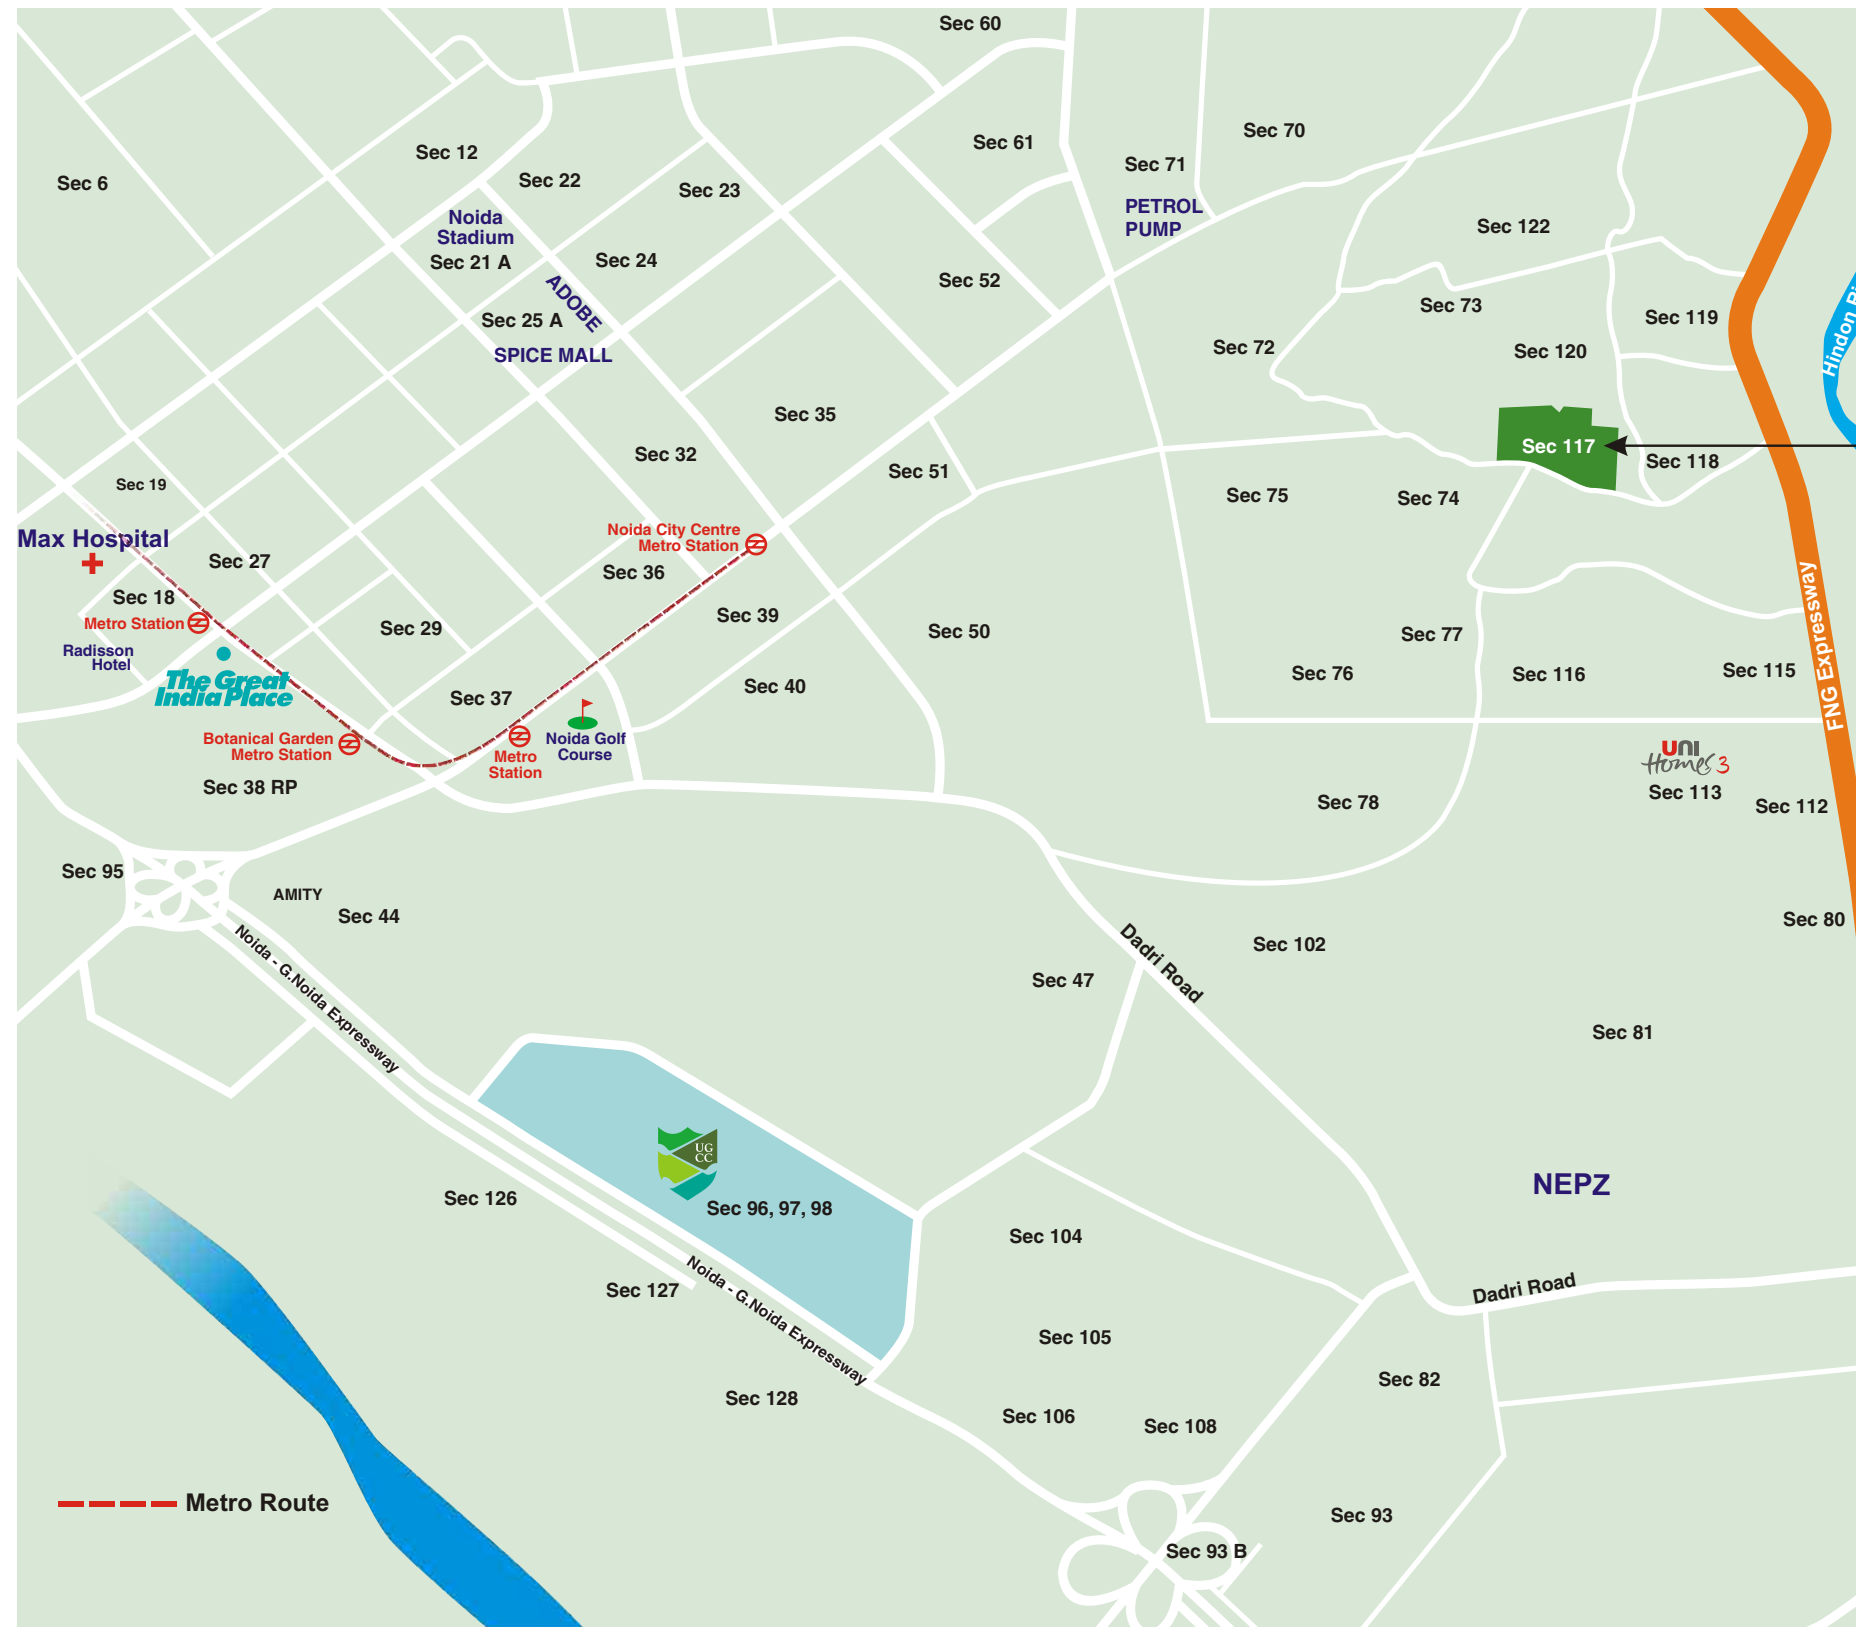 Sec 60
Sec 70
Sec 61
Sec 12
Sec 71
Sec 6
Sec 22
Sec 23
PETROL
PUMP
Noida
Stadium
Sec 21 A
Sec 122
Sec 24
Sec 52
ADOBE
Sec 73
Sec 119
Sec 25 A
Hindon Ri
Sec 72
Sec 120
SPICE MALL
Sec 35
Sec 117
Sec 32
Sec 118
Sec 51
Sec 19
Sec 75
Sec 74
Noida City Centre
Metro Station
Max Hospital
Sec 27
Sec 36
Sec 18
Metro Station
Sec 39
Sec 29
Sec 50
Sec 77
FNG Expressway
Radisson
Hotel
The Great
India Place
Sec 76
Sec 116
Sec 115
Sec 40
Sec 37
Botanical Garden
Metro Station
Metro
Station
Noida Golf
Course
UNI
Homes 3
Sec 113
Sec 38 RP
Sec 78
Sec 112
Sec 95
AMITY
Sec 44
Sec 80
Noida - G.Noida Expressway
Dadri Road
Sec 102
Sec 47
Sec 81
UG
CC
Sec 96, 97, 98
Sec 126
NEPZ
Sec 104
Noida - G.Noida Expressway
Sec 127
Dadri Road
Sec 105
Sec 82
Sec 128
Sec 106
Sec 108
Metro Route
Sec 93
Sec 93 B